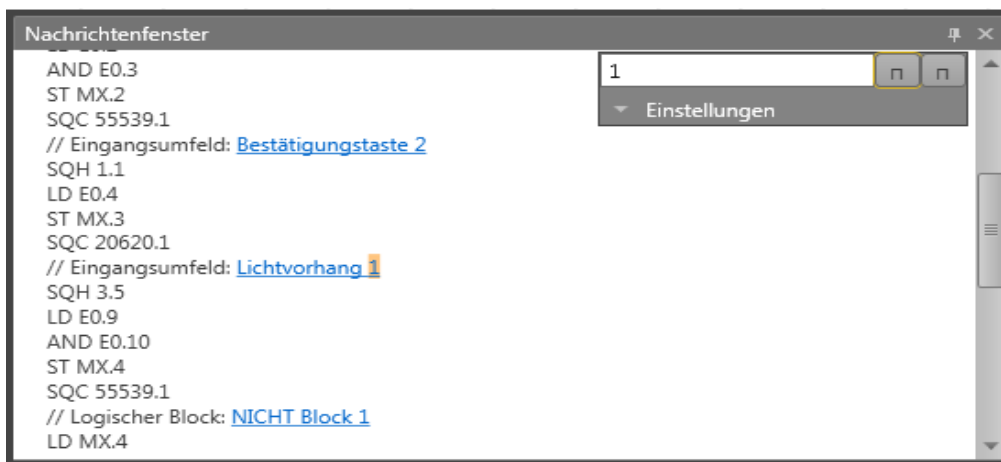 Nachrichtenfenster
AND E0.3
ST MX.2
SQC 55539.1
// Eingangsumfeld: Bestätigungstaste 2
SQH 1.1
LD E0.4
ST MX.3
SQC 20620.1
// Eingangsumfeld: Lichtvorhang 1
SQH 3.5
LD E0.9
AND E0.10
ST MX.4
SQC 55539.1
// Logischer Block: NICHT Block 1
LD MX.4
1
Einstellungen